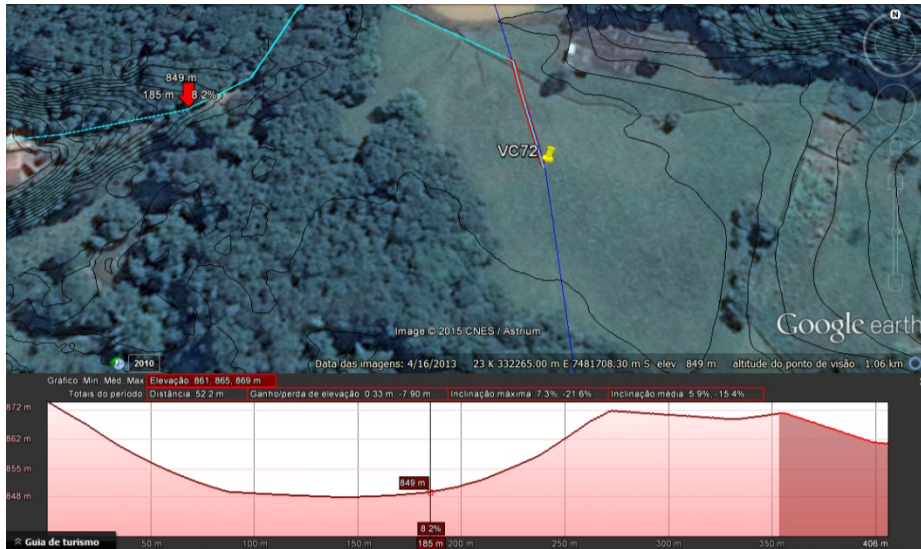 N
849 m
185 m 8.2%
VC72
Image © 2015 CNES / Astrium
Google earth
2010
Data das imagens: 4/16/2013 23 K 332265.00 m E 7481708.30 m S elev 849 m altitude do ponto de visão 1.06 km
Gráfico Min. Méd. Max Elevação: 861, 865, 869 m
Totais do período Distância: 52.2 m Ganho/perda de elevação 0.33 m, -7.90 m Inclinação máxima: 7.3%, -21.6% Inclinação média: 5.9%, -15.4%
872 m
862 m
855 m
849 m
848 m
8.2%
Guia de turismo 50 m 100 m 150 m 185 m 200 m 250 m 300 m 350 m 406 m